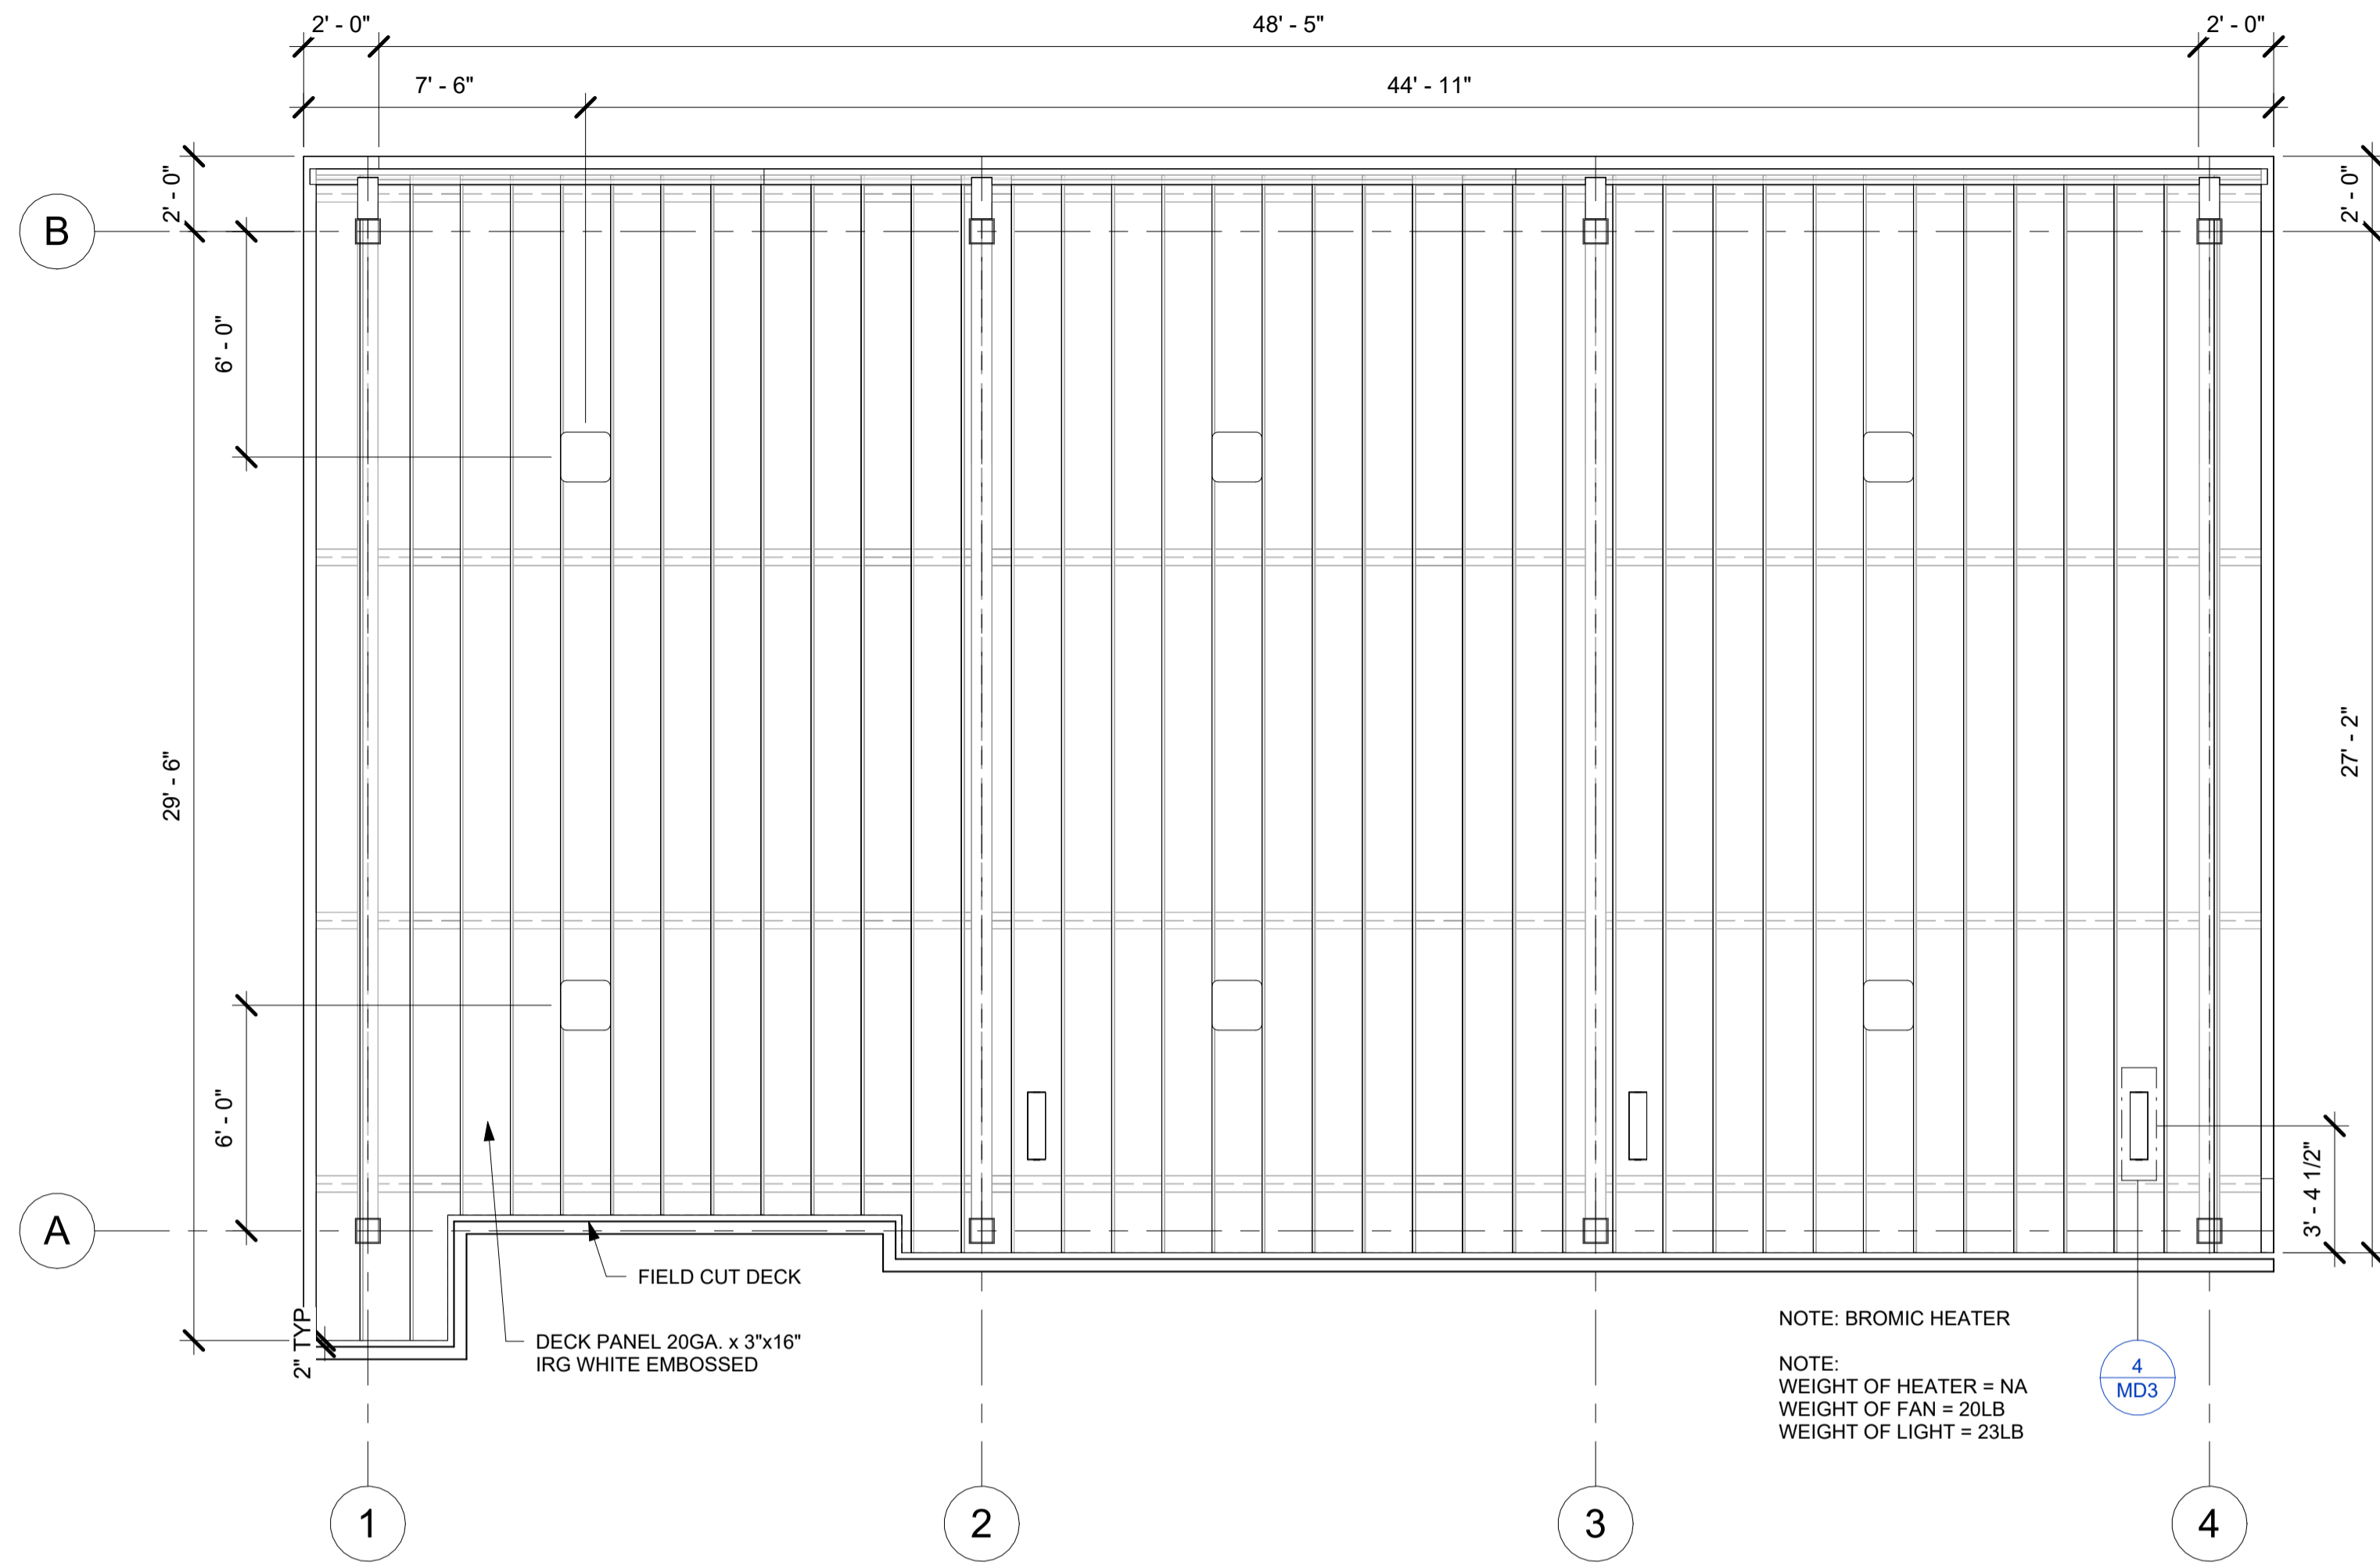 2' - 0"
48' - 5"
2' - 0"
7' - 6"
44' - 11"
2' - 0"
2' - 0"
B
6' - 0"
29' - 6"
27' - 2"
6' - 0"
3' - 4 1/2"
A
FIELD CUT DECK
2" TYP
DECK PANEL 20GA. x 3"x16"
IRG WHITE EMBOSSED
NOTE: BROMIC HEATER
NOTE:
WEIGHT OF HEATER = NA
WEIGHT OF FAN = 20LB
WEIGHT OF LIGHT = 23LB
4
MD3
1
2
3
4